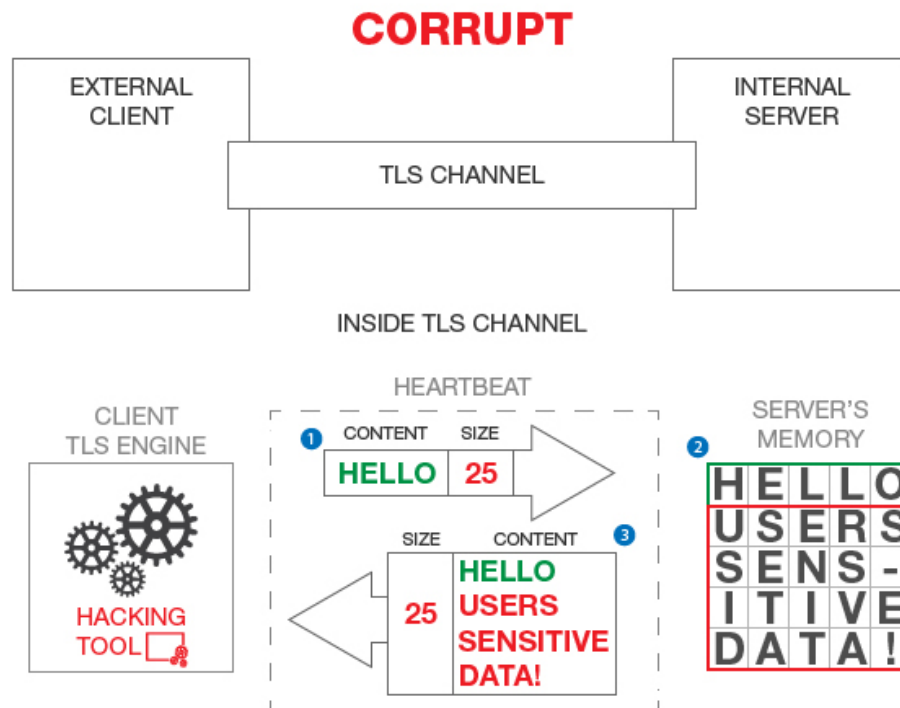 CORRUPT
EXTERNAL
CLIENT
INTERNAL
SERVER
TLS CHANNEL
INSIDE TLS CHANNEL
HEARTBEAT
CLIENT
TLS ENGINE
SERVER'S
MEMORY
1
CONTENT
SIZE
HELLO
25
2
HELLO
USERS
SENS-
ITIVE
DATA!
SIZE
CONTENT
3
25
HELLO
USERS
SENSITIVE
DATA!
HACKING
TOOL